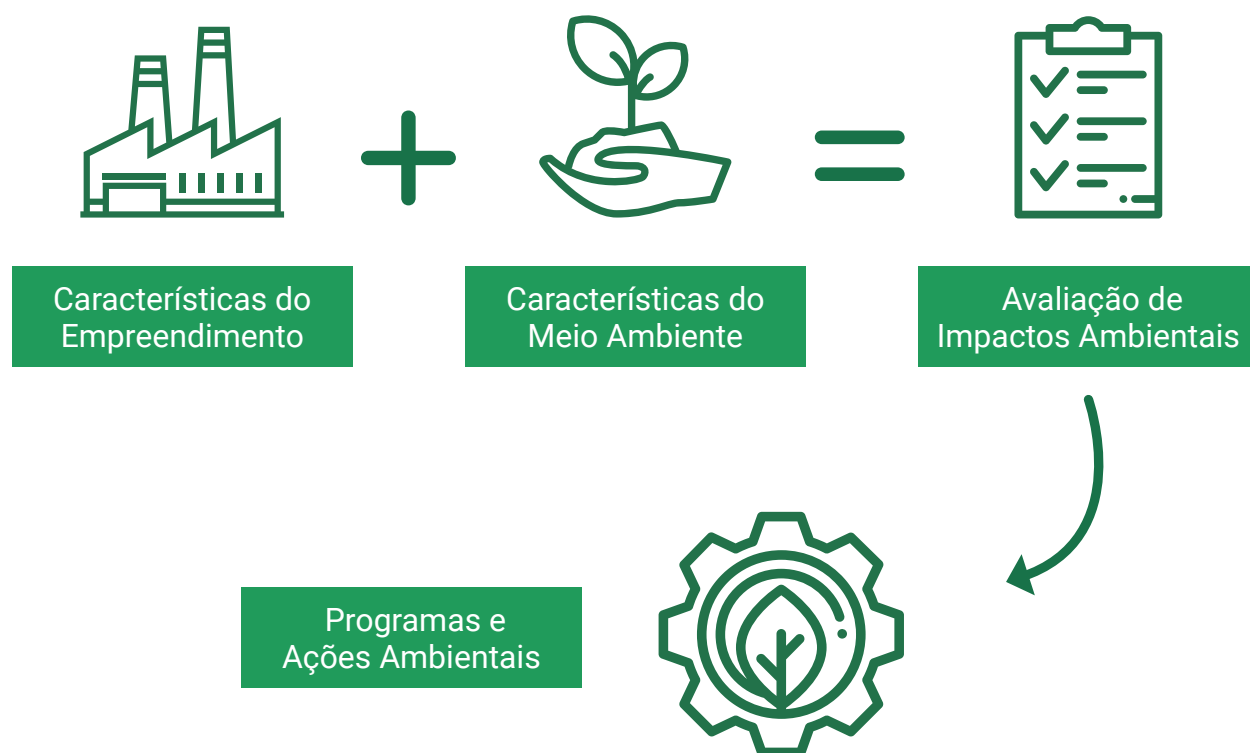 Características do
Empreendimento
Características do
Meio Ambiente
Avaliação de
Impactos Ambientais
Programas e
Ações Ambientais